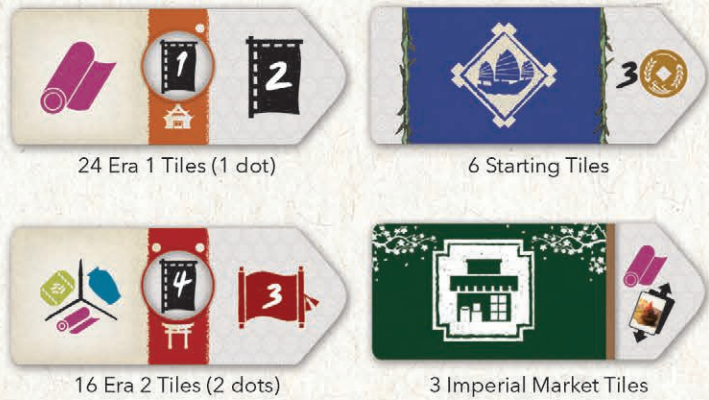 1 2
24 Era 1 Tiles (1 dot)
3
6 Starting Tiles
4 3
16 Era 2 Tiles (2 dots)
3 Imperial Market Tiles